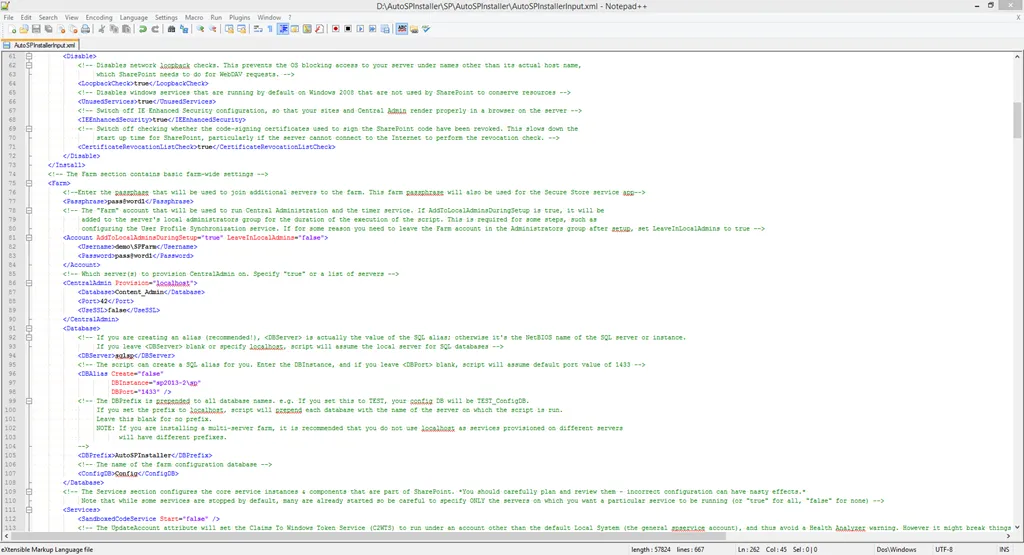 D:\AutoSPInstaller\SP\AutoSPInstallerInput.xml - Notepad++
File Edit Search View Encoding Language Settings Macro Run Plugins Window ? X
AutoSPInstallerInput.xml
61 <Disable>
62 <!-- Disables network loopback checks. This prevents the OS blocking access to your server under names other than its actual host name,
63 which SharePoint needs to do for WebDAV requests. -->
64 <LoopbackCheck>true</LoopbackCheck>
65 <!-- Disables windows services that are running by default on Windows 2008 that are not used by SharePoint to conserve resources -->
66 <UnusedServices>true</UnusedServices>
67 <!-- Switch off IE Enhanced Security configuration, so that your sites and Central Admin render properly in a browser on the server -->
68 <IEEnhancedSecurity>true</IEEnhancedSecurity>
69 <!-- Switch off checking whether the code-signing certificates used to sign the SharePoint code have been revoked. This slows down the
70 start up time for SharePoint, particularly if the server cannot connect to the Internet to perform the revocation check. -->
71 <CertificateRevocationListCheck>true</CertificateRevocationListCheck>
72 </Disable>
73 </Install>
74 <!-- The Farm section contains basic farm-wide settings -->
75 <Farm>
76 <!--Enter the passphase that will be used to join additional servers to the farm. This farm passphrase will also be used for the Secure Store service app-->
77 <Passphrase>pass@word1</Passphrase>
78 <!-- The "Farm" account that will be used to run Central Administration and the timer service. If AddToLocalAdminsDuringSetup is true, it will be
79 added to the server's local administrators group for the duration of the execution of the script. This is required for some steps, such as
80 configuring the User Profile Synchronization service. If for some reason you need to leave the Farm account in the Administrators group after setup, set LeaveInLocalAdmins to true -->
81 <Account AddToLocalAdminsDuringSetup="true" LeaveInLocalAdmins="false">
82 <Username>demo\SPFarm</Username>
83 <Password>pass@word1</Password>
84 </Account>
85 <!-- Which server(s) to provision CentralAdmin on. Specify "true" or a list of servers -->
86 <CentralAdmin Provision="localhost">
87 <Database>Content_Admin</Database>
88 <Port>42</Port>
89 <UseSSL>false</UseSSL>
90 </CentralAdmin>
91 <Database>
92 <!-- If you are creating an alias (recommended!), <DBServer> is actually the value of the SQL alias; otherwise it's the NetBIOS name of the SQL server or instance.
93 If you leave <DBServer> blank or specify localhost, script will assume the local server for SQL databases -->
94 <DBServer>sqlsp</DBServer>
95 <!-- The script can create a SQL alias for you. Enter the DBInstance, and if you leave <DBPort> blank, script will assume default port value of 1433 -->
96 <DBAlias Create="false"
97 DBInstance="sp2013-2\sp"
98 DBPort="1433" />
99 <!-- The DBPrefix is prepended to all database names. e.g. If you set this to TEST, your config DB will be TEST_ConfigDB.
100 If you set the prefix to localhost, script will prepend each database with the name of the server on which the script is run.
101 Leave this blank for no prefix.
102 NOTE: If you are installing a multi-server farm, it is recommended that you do not use localhost as services provisioned on different servers
103 will have different prefixes.
104 -->
105 <DBPrefix>AutoSPInstaller</DBPrefix>
106 <!-- The name of the farm configuration database -->
107 <ConfigDB>Config</ConfigDB>
108 </Database>
109 <!-- The Services section configures the core service instances & components that are part of SharePoint. *You should carefully plan and review them - incorrect configuration can have nasty effects.*
110 Note that while some services are stopped by default, many are already started so be careful to specify ONLY the servers on which you want a particular service to be running (or "true" for all, "false" for none) -->
111 <Services>
112 <SandboxedCodeService Start="false" />
113 <!-- The UpdateAccount attribute will set the Claims To Windows Token Service (C2WTS) to run under an account other than the default Local System (the general spservice account), and thus avoid a Health Analyzer warning. However it might break things
eXtensible Markup Language file length : 57824 lines : 667 Ln : 262 Col : 45 Sel : 0 | 0 Dos\Windows UTF-8 INS